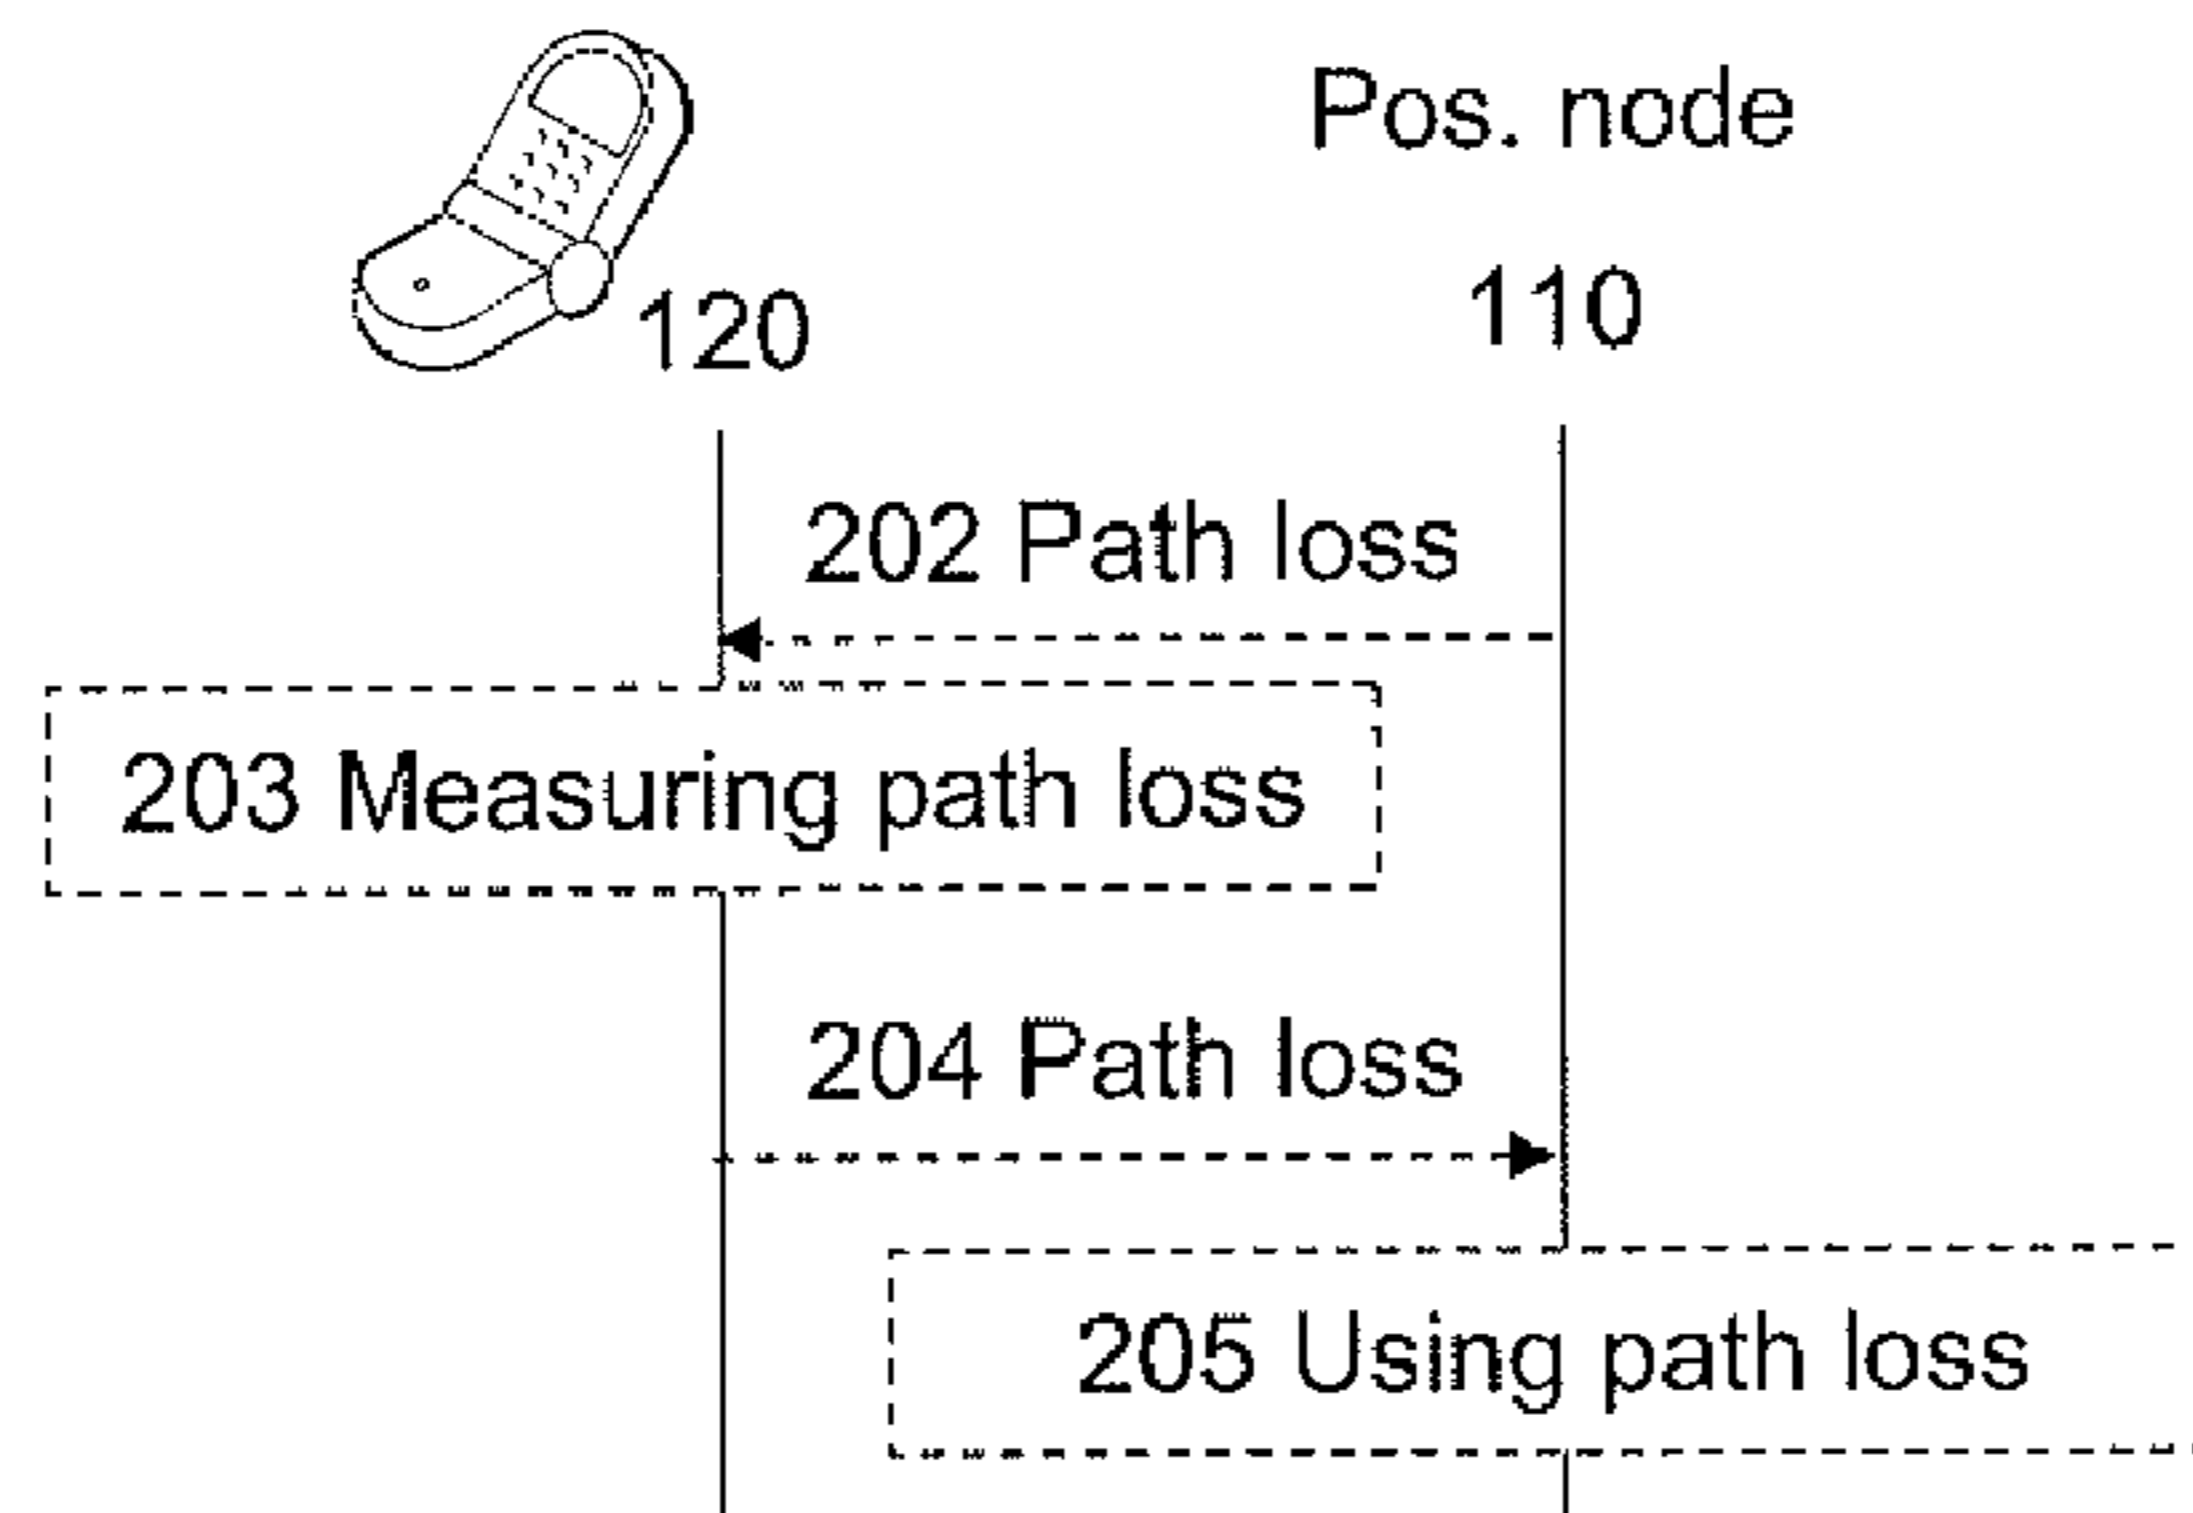 Pos. node
120
110
202 Path loss
203 Measuring path loss
204 Path loss
205 Using path loss